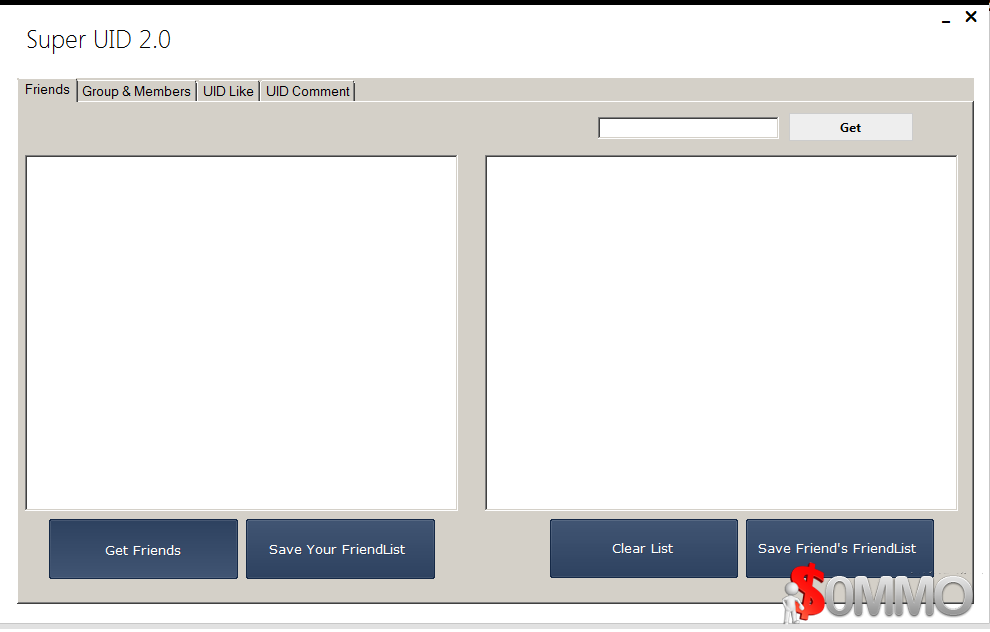 Super UID 2.0
Friends Group & Members UID Like UID Comment
Get
Get Friends Save Your FriendList Clear List Save Friend's FriendList
$OMMO